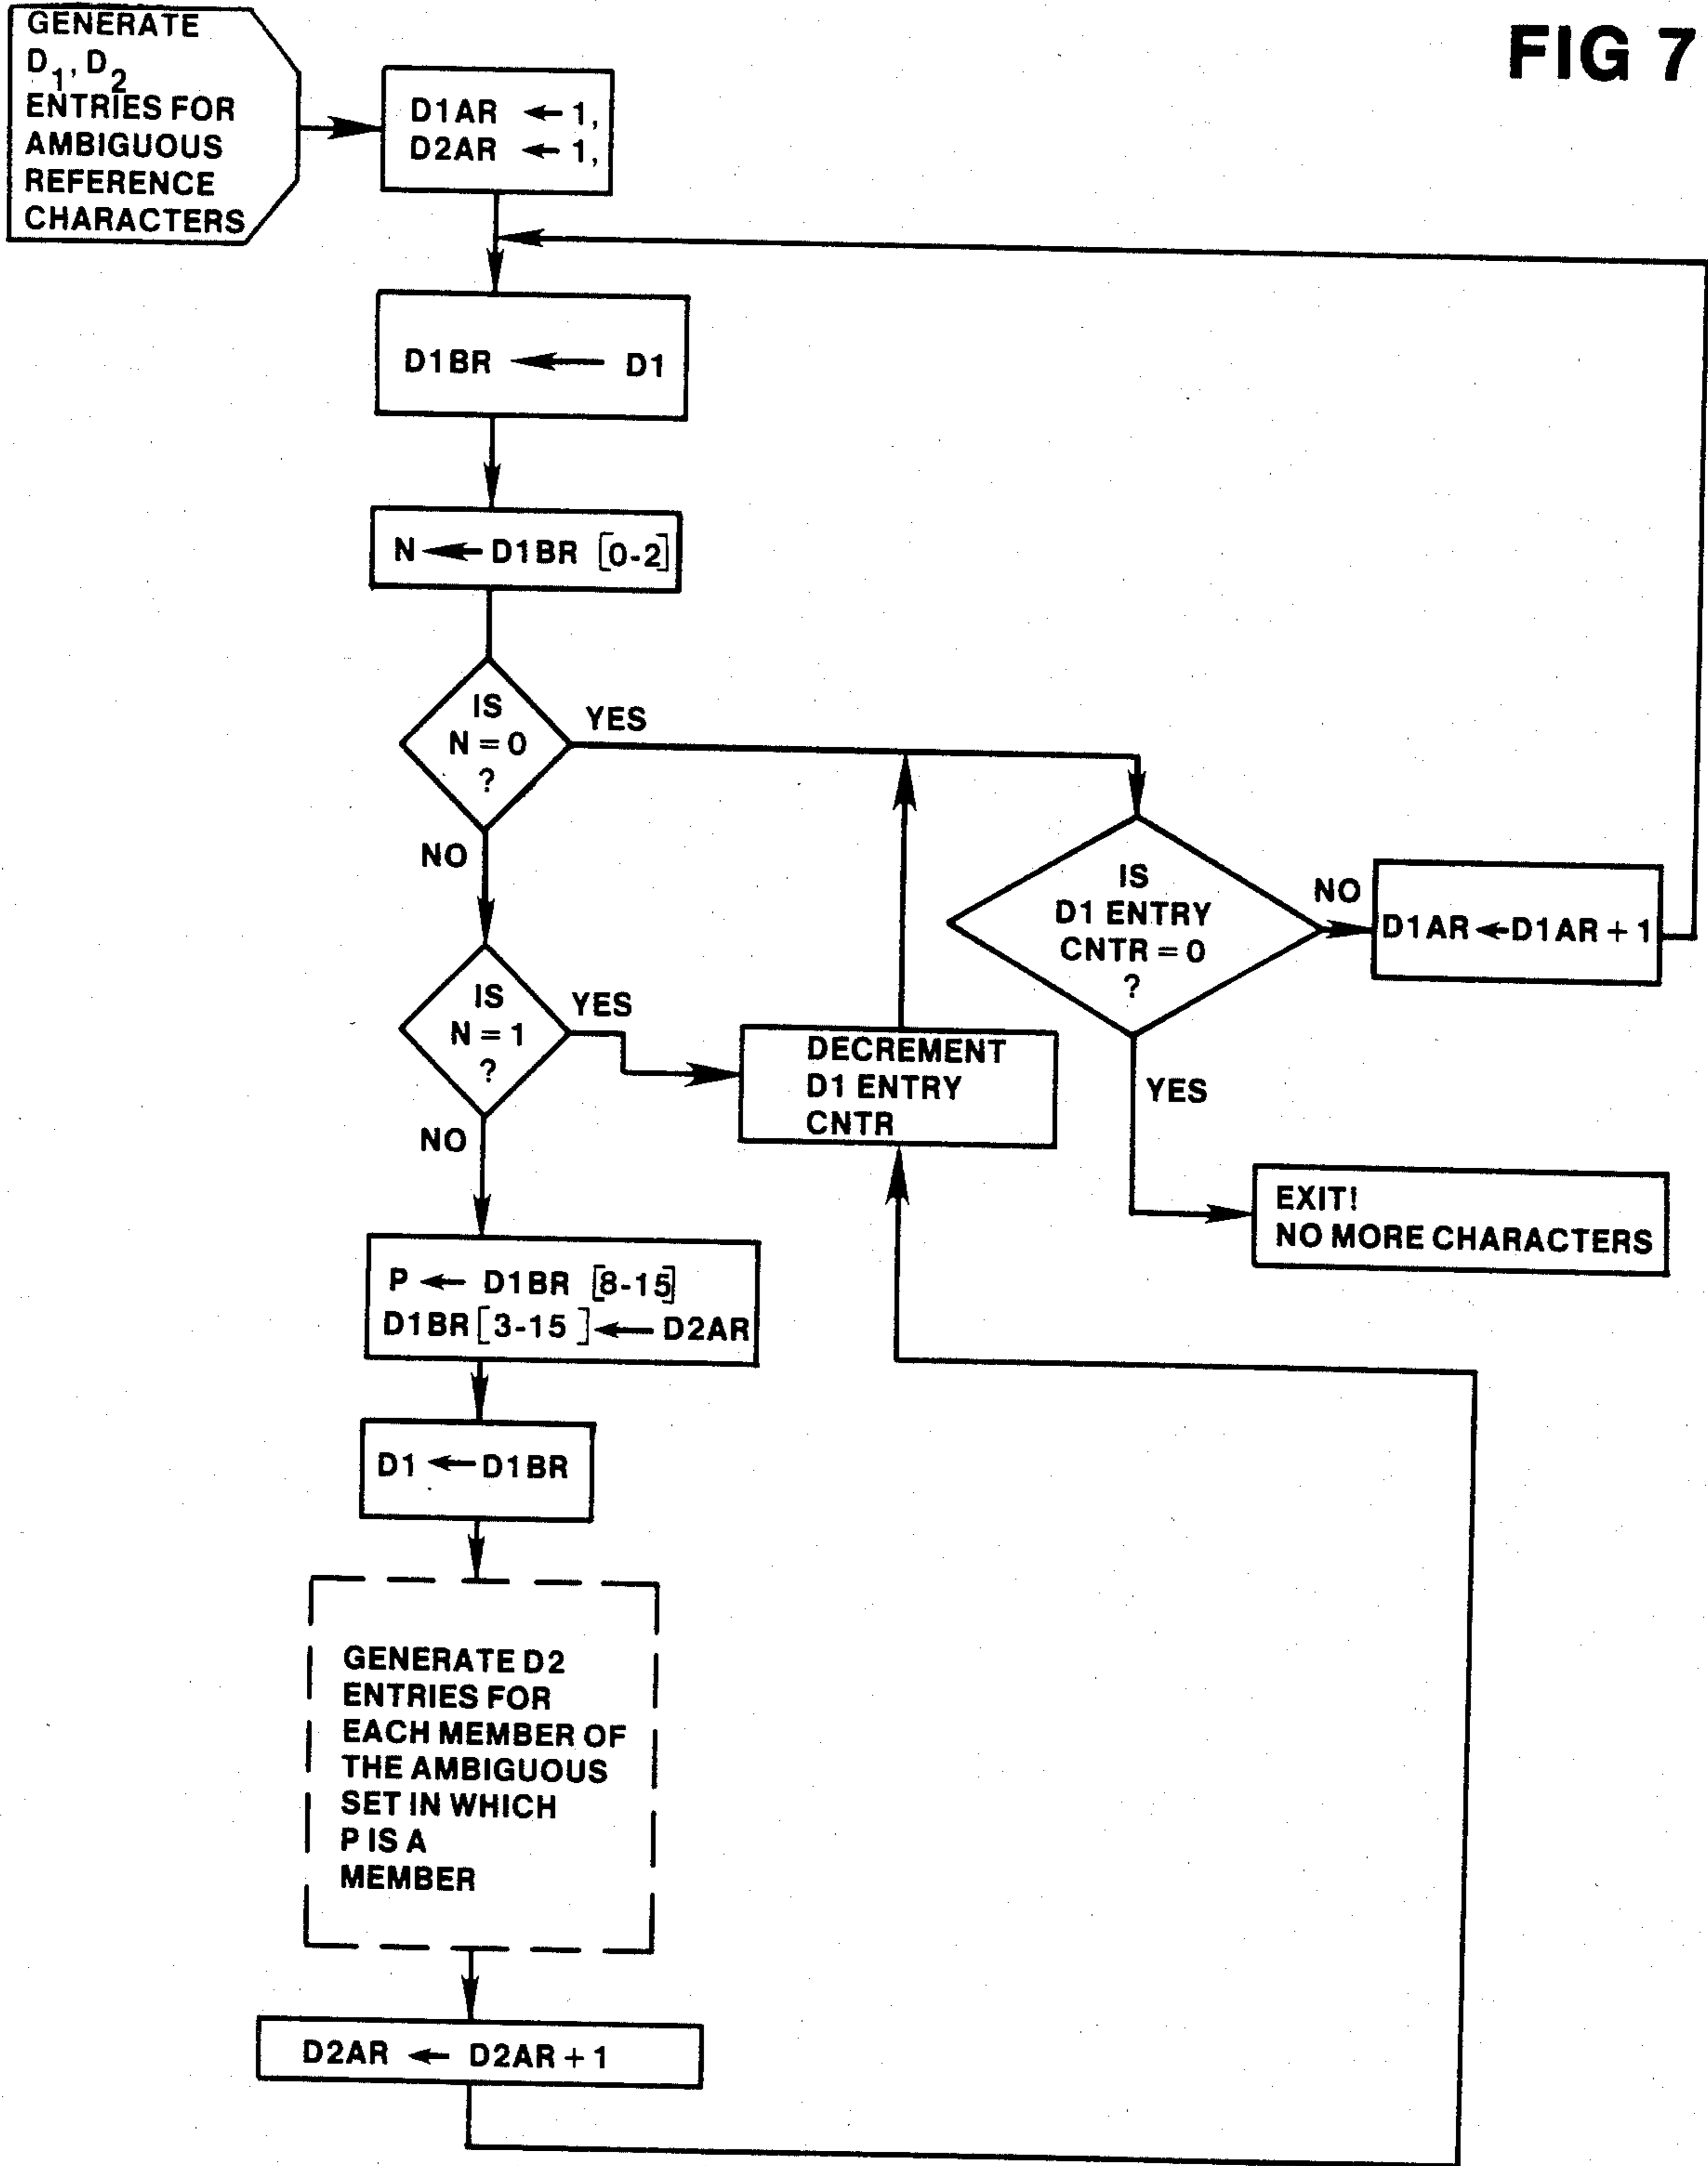 FIG 7
GENERATE
D1, D2
ENTRIES FOR
AMBIGUOUS
REFERENCE
CHARACTERS
D1AR ← 1,
D2AR ← 1,
D1BR ← D1
N ← D1BR [0-2]
IS
N = 0
?
YES
NO
IS
N = 1
?
YES
NO
DECREMENT
D1 ENTRY
CNTR
IS
D1 ENTRY
CNTR = 0
?
NO
D1AR ← D1AR + 1
YES
EXIT!
NO MORE CHARACTERS
P ← D1BR [8-15]
D1BR [3-15] ← D2AR
D1 ← D1BR
GENERATE D2
ENTRIES FOR
EACH MEMBER OF
THE AMBIGUOUS
SET IN WHICH
P IS A
MEMBER
D2AR ← D2AR + 1